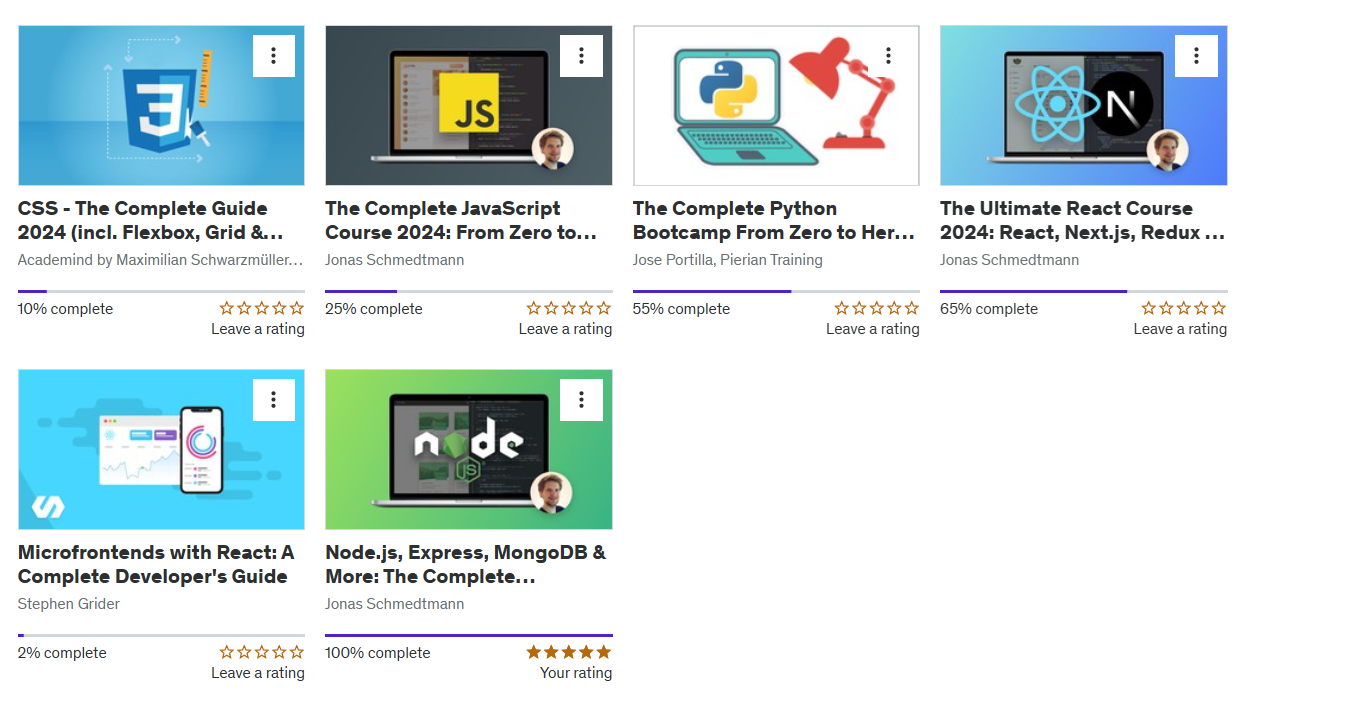 JS
N
CSS - The Complete Guide
2024 (incl. Flexbox, Grid &...
Academind by Maximilian Schwarzmüller...
10% complete
Leave a rating
The Complete JavaScript
Course 2024: From Zero to...
Jonas Schmedtmann
25% complete
Leave a rating
The Complete Python
Bootcamp From Zero to Her...
Jose Portilla, Pierian Training
55% complete
Leave a rating
The Ultimate React Course
2024: React, Next.js, Redux ...
Jonas Schmedtmann
65% complete
Leave a rating
node
JS
Microfrontends with React: A
Complete Developer's Guide
Stephen Grider
2% complete
Leave a rating
Node.js, Express, MongoDB &
More: The Complete...
Jonas Schmedtmann
100% complete
Your rating